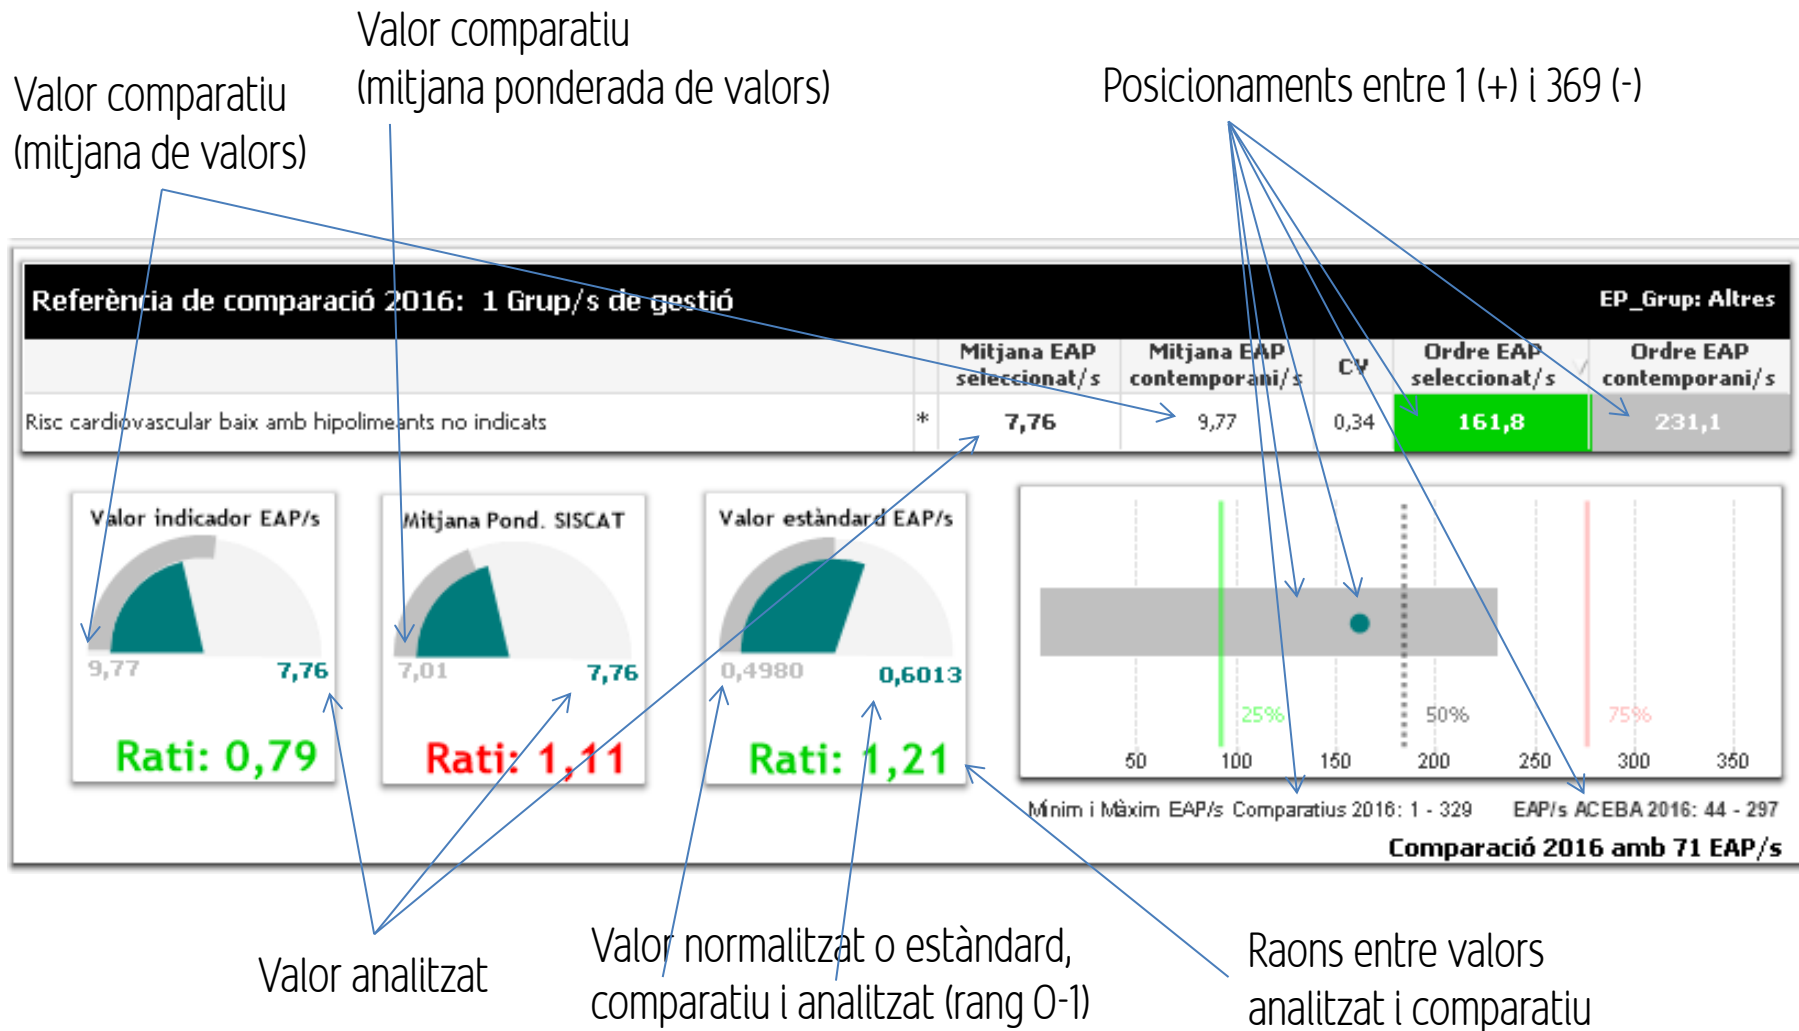 Valor comparatiu
(mitjana ponderada de valors)
Valor comparatiu
(mitjana de valors)
Posicionaments entre 1 (+) i 369 (-)
Referència de comparació 2016:  1 Grup/s de gestió
EP_Grup: Altres
Mitjana EAP seleccionat/s
Mitjana EAP contemporani/s
CV
Ordre EAP seleccionat/s
Ordre EAP contemporani/s
Risc cardiovascular baix amb hipolimeants no indicats * 7,76 9,77 0,34 161,8 231,1
Valor indicador EAP/s
9,77 7,76
Rati: 0,79
Mitjana Pond. SISCAT
7,01 7,76
Rati: 1,11
Valor estàndard EAP/s
0,4980 0,6013
Rati: 1,21
25% 50% 75%
50 100 150 200 250 300 350
Mínim i Màxim EAP/s Comparatius 2016: 1 - 329 EAP/s ACEBA 2016: 44 - 297
Comparació 2016 amb 71 EAP/s
Valor analitzat
Valor normalitzat o estàndard,
comparatiu i analitzat (rang 0-1)
Raons entre valors
analitzat i comparatiu